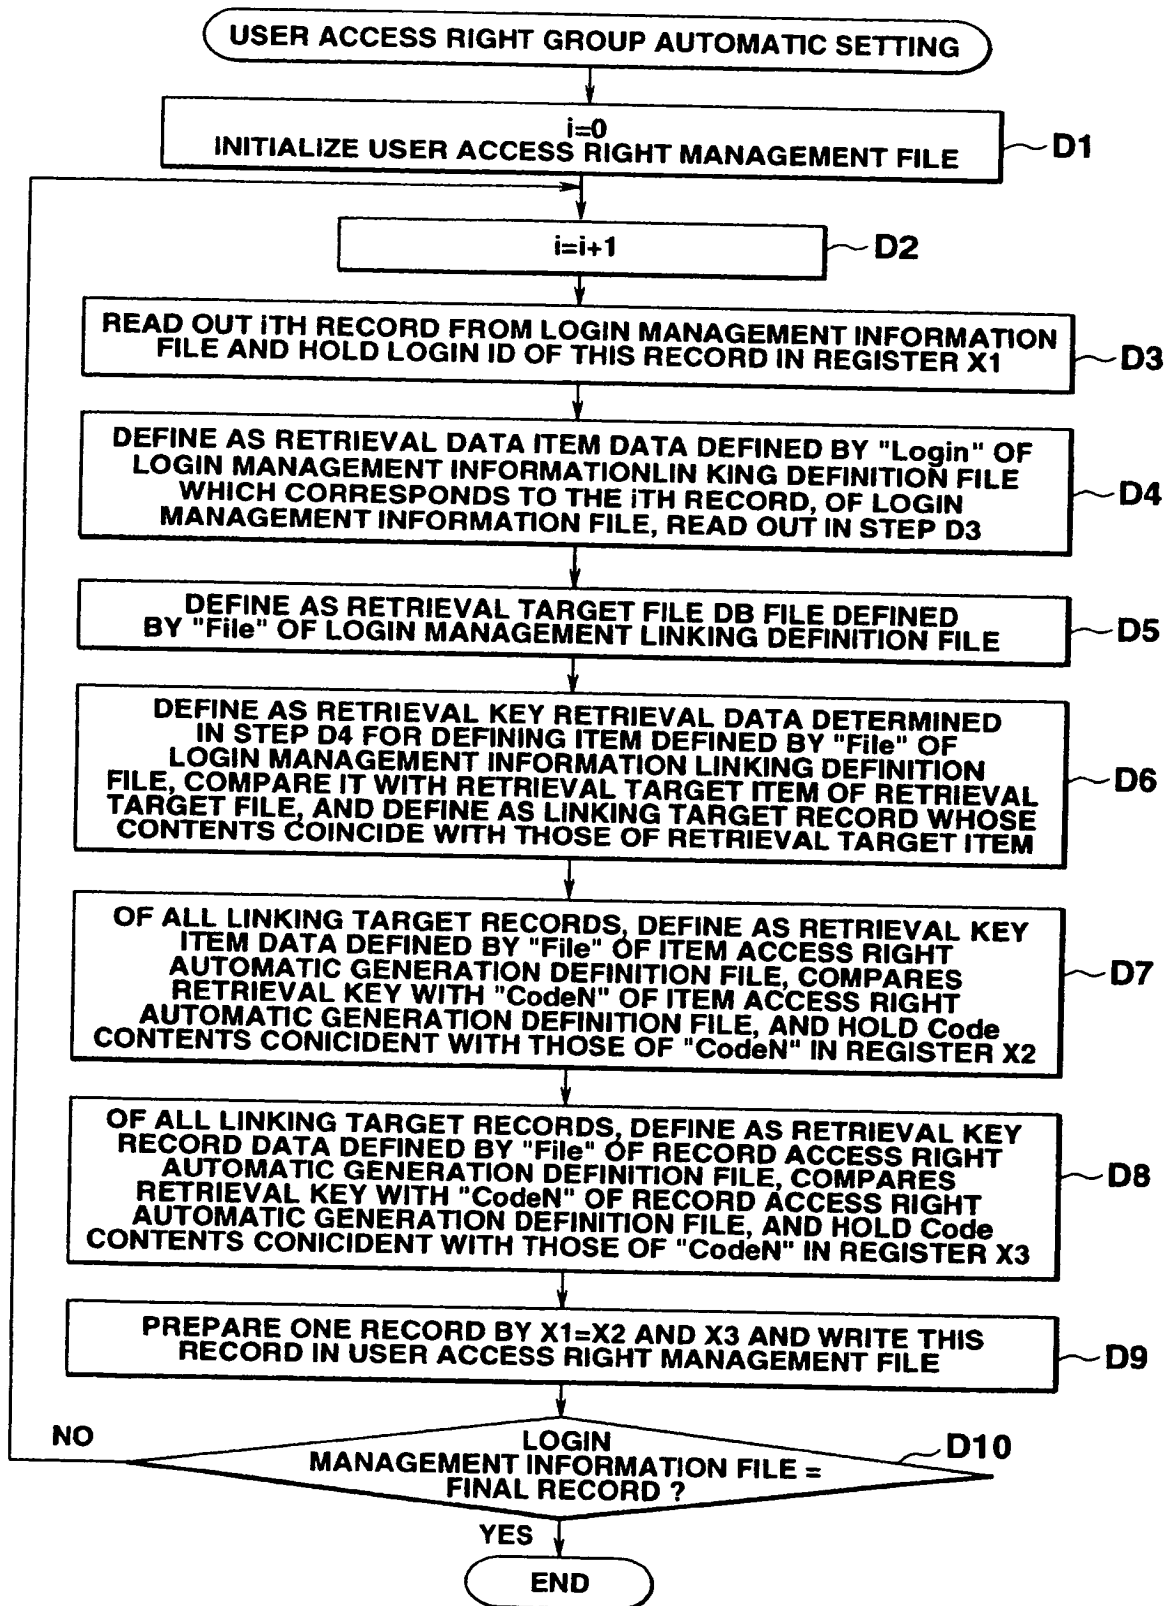 USER ACCESS RIGHT GROUP AUTOMATIC SETTING
i=0
INITIALIZE USER ACCESS RIGHT MANAGEMENT FILE
D1
i=i+1
D2
READ OUT iTH RECORD FROM LOGIN MANAGEMENT INFORMATION
FILE AND HOLD LOGIN ID OF THIS RECORD IN REGISTER X1
D3
DEFINE AS RETRIEVAL DATA ITEM DATA DEFINED BY "Login" OF
LOGIN MANAGEMENT INFORMATIONLIN KING DEFINITION FILE
WHICH CORRESPONDS TO THE iTH RECORD, OF LOGIN
MANAGEMENT INFORMATION FILE, READ OUT IN STEP D3
D4
DEFINE AS RETRIEVAL TARGET FILE DB FILE DEFINED
BY "File" OF LOGIN MANAGEMENT LINKING DEFINITION FILE
D5
DEFINE AS RETRIEVAL KEY RETRIEVAL DATA DETERMINED
IN STEP D4 FOR DEFINING ITEM DEFINED BY "File" OF
LOGIN MANAGEMENT INFORMATION LINKING DEFINITION
FILE, COMPARE IT WITH RETRIEVAL TARGET ITEM OF RETRIEVAL
TARGET FILE, AND DEFINE AS LINKING TARGET RECORD WHOSE
CONTENTS COINCIDE WITH THOSE OF RETRIEVAL TARGET ITEM
D6
OF ALL LINKING TARGET RECORDS, DEFINE AS RETRIEVAL KEY
ITEM DATA DEFINED BY "File" OF ITEM ACCESS RIGHT
AUTOMATIC GENERATION DEFINITION FILE, COMPARES
RETRIEVAL KEY WITH "CodeN" OF ITEM ACCESS RIGHT
AUTOMATIC GENERATION DEFINITION FILE, AND HOLD Code
CONTENTS CONICIDENT WITH THOSE OF "CodeN" IN REGISTER X2
D7
OF ALL LINKING TARGET RECORDS, DEFINE AS RETRIEVAL KEY
RECORD DATA DEFINED BY "File" OF RECORD ACCESS RIGHT
AUTOMATIC GENERATION DEFINITION FILE, COMPARES
RETRIEVAL KEY WITH "CodeN" OF RECORD ACCESS RIGHT
AUTOMATIC GENERATION DEFINITION FILE, AND HOLD Code
CONTENTS CONICIDENT WITH THOSE OF "CodeN" IN REGISTER X3
D8
PREPARE ONE RECORD BY X1=X2 AND X3 AND WRITE THIS
RECORD IN USER ACCESS RIGHT MANAGEMENT FILE
D9
NO
LOGIN
MANAGEMENT INFORMATION FILE =
FINAL RECORD ?
D10
YES
END